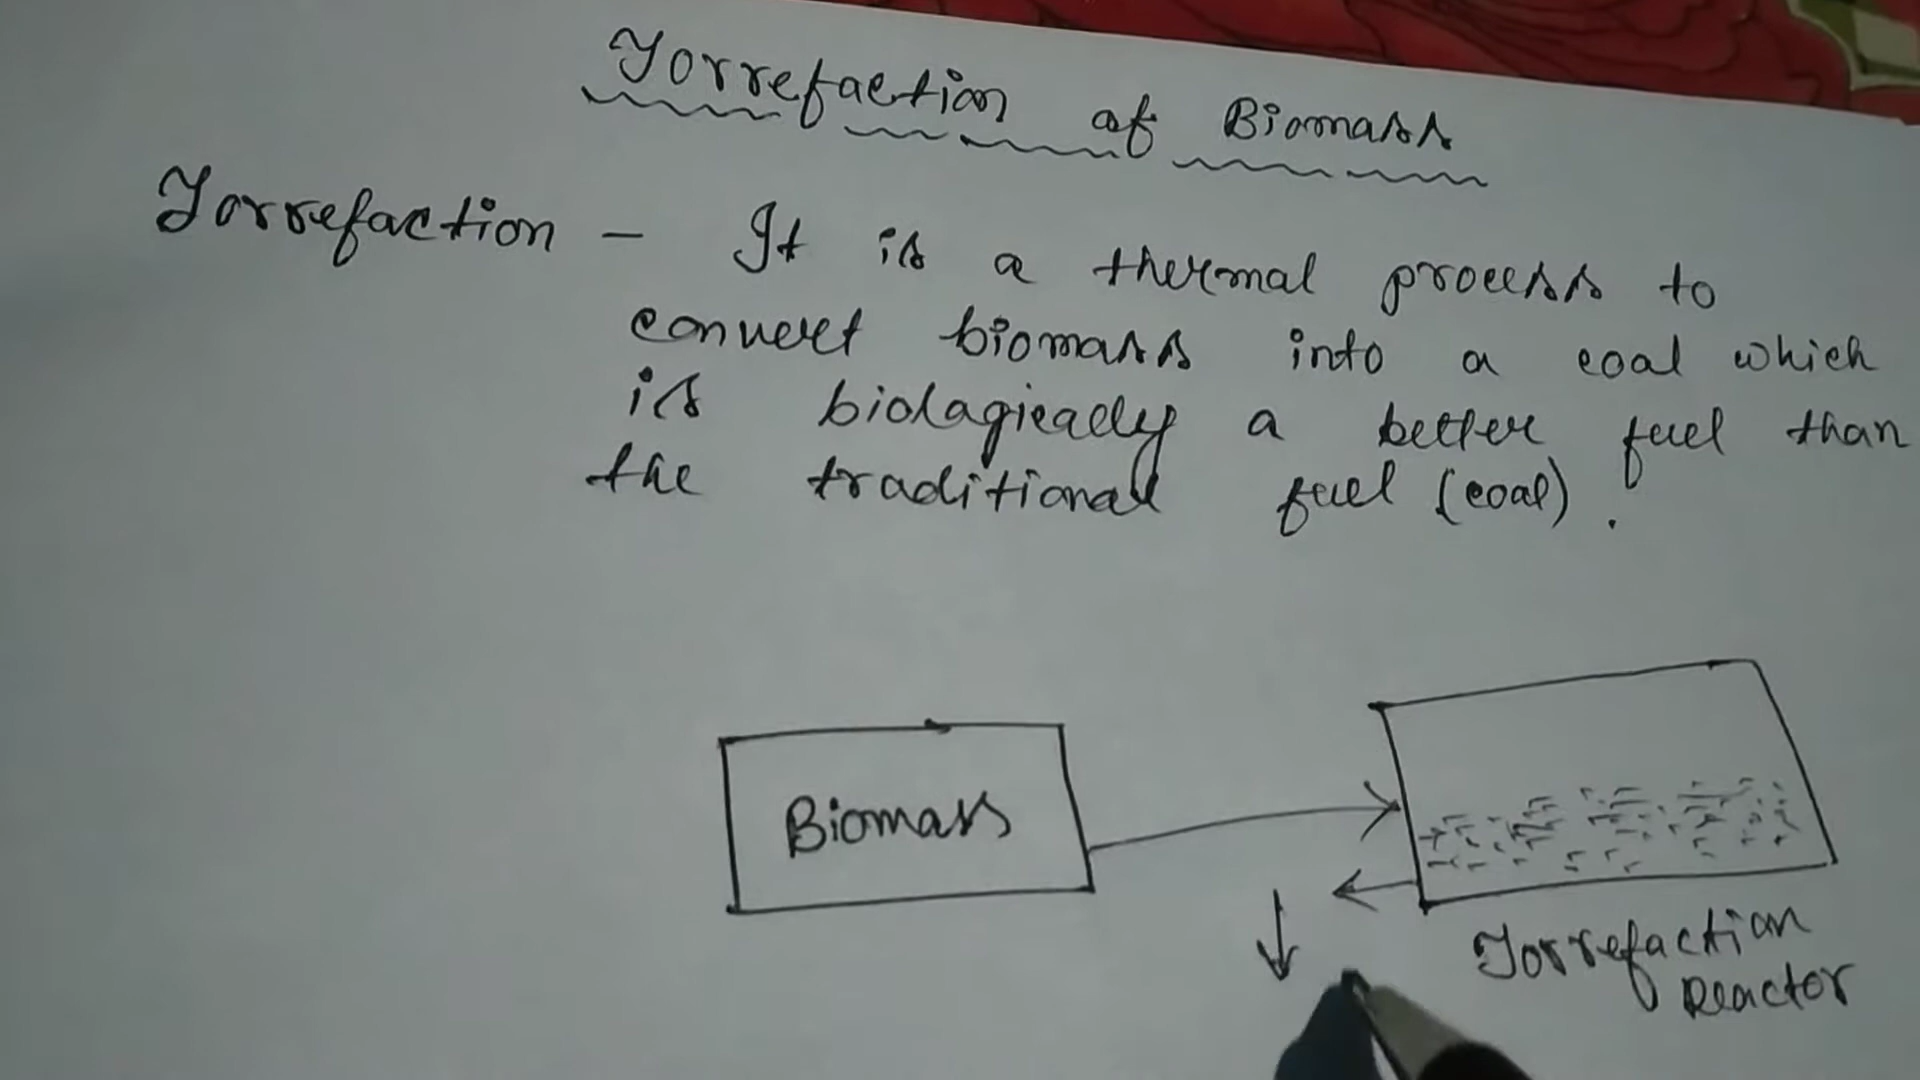 Torrefaction of Biomass
Torrefaction - It is a thermal process to
convert biomass into a coal which
is biologically a better fuel than
the traditional fuel (coal).
Biomass
Torrefaction
Reactor